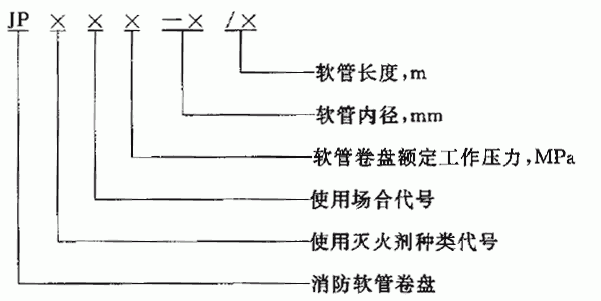 JP × × × — × / ×
软管长度,m
软管内径,mm
软管卷盘额定工作压力,MPa
使用场合代号
使用灭火剂种类代号
消防软管卷盘